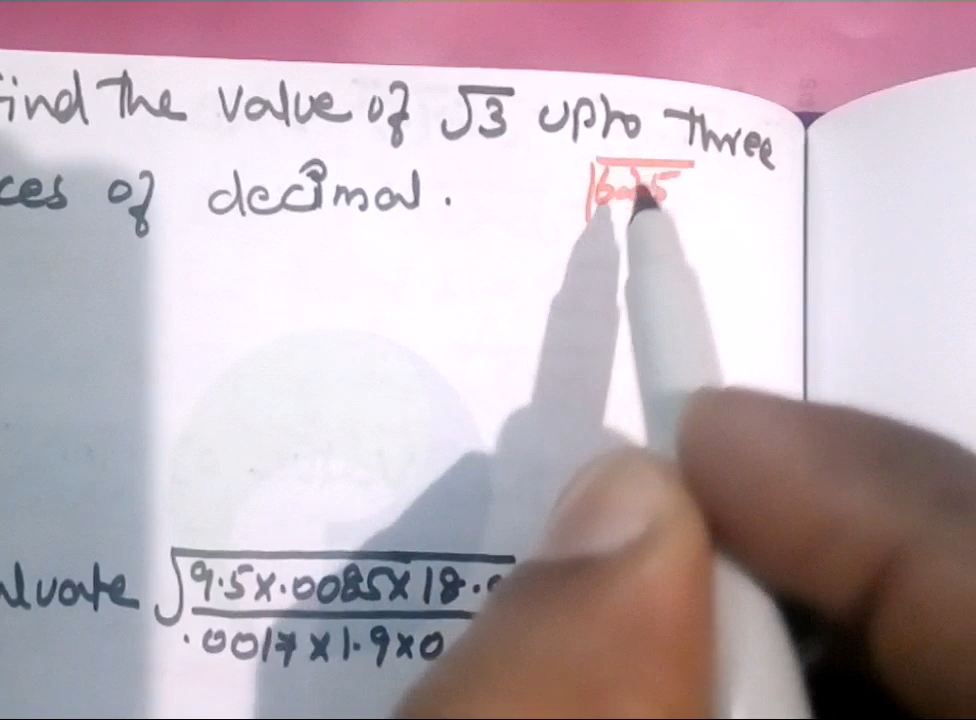 ind the value of √3 upto three
ces of decimal.
√625
luate √9.5×.0085×18.
.0017×1.9×0